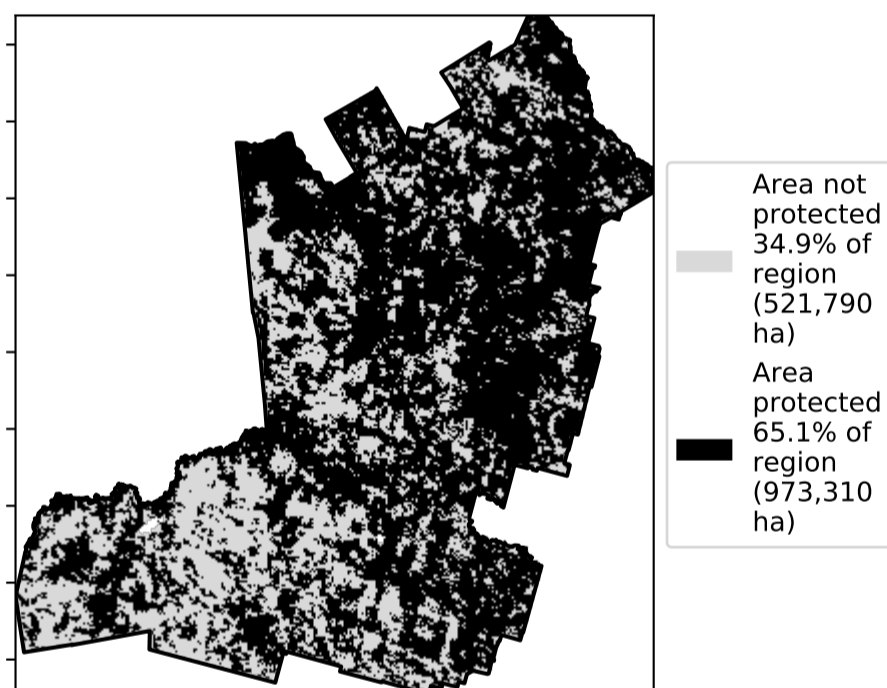 Area not
protected
34.9% of
region
(521,790
ha)
Area
protected
65.1% of
region
(973,310
ha)